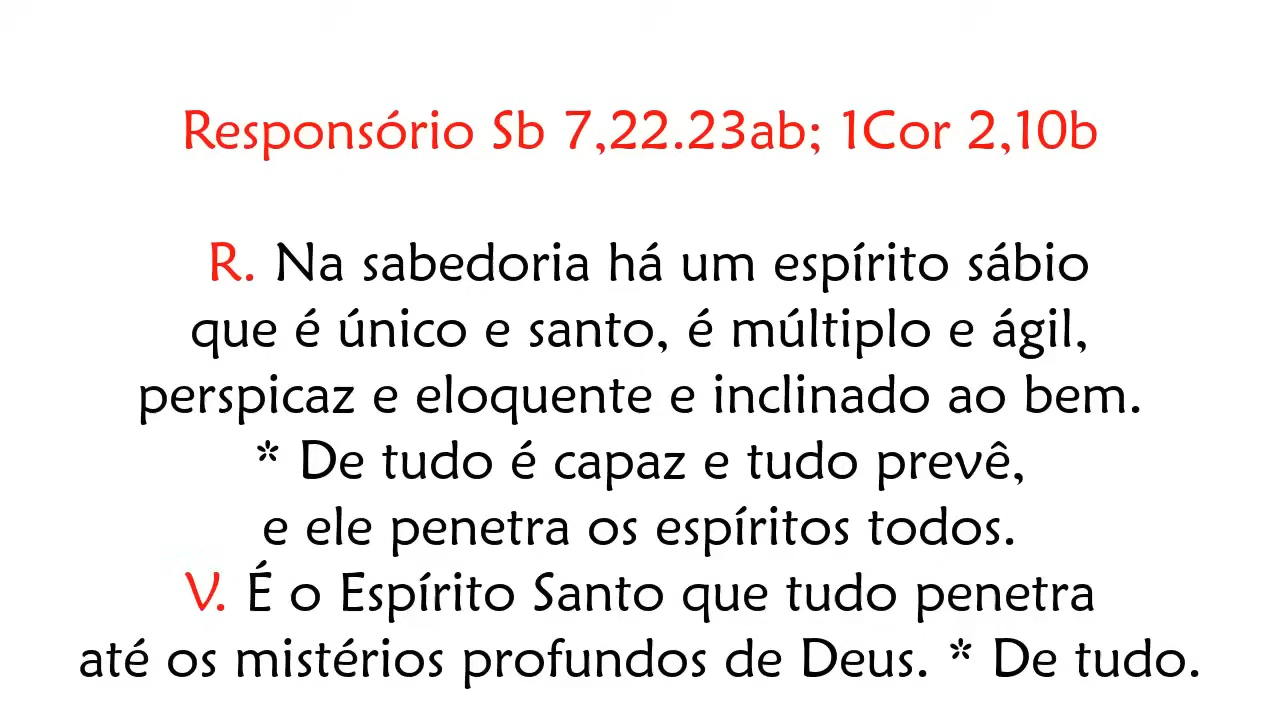 Responsório Sb 7,22.23ab; 1Cor 2,10b
R. Na sabedoria há um espírito sábio
que é único e santo, é múltiplo e ágil,
perspicaz e eloquente e inclinado ao bem.
* De tudo é capaz e tudo prevê,
e ele penetra os espíritos todos.
V. É o Espírito Santo que tudo penetra
até os mistérios profundos de Deus. * De tudo.